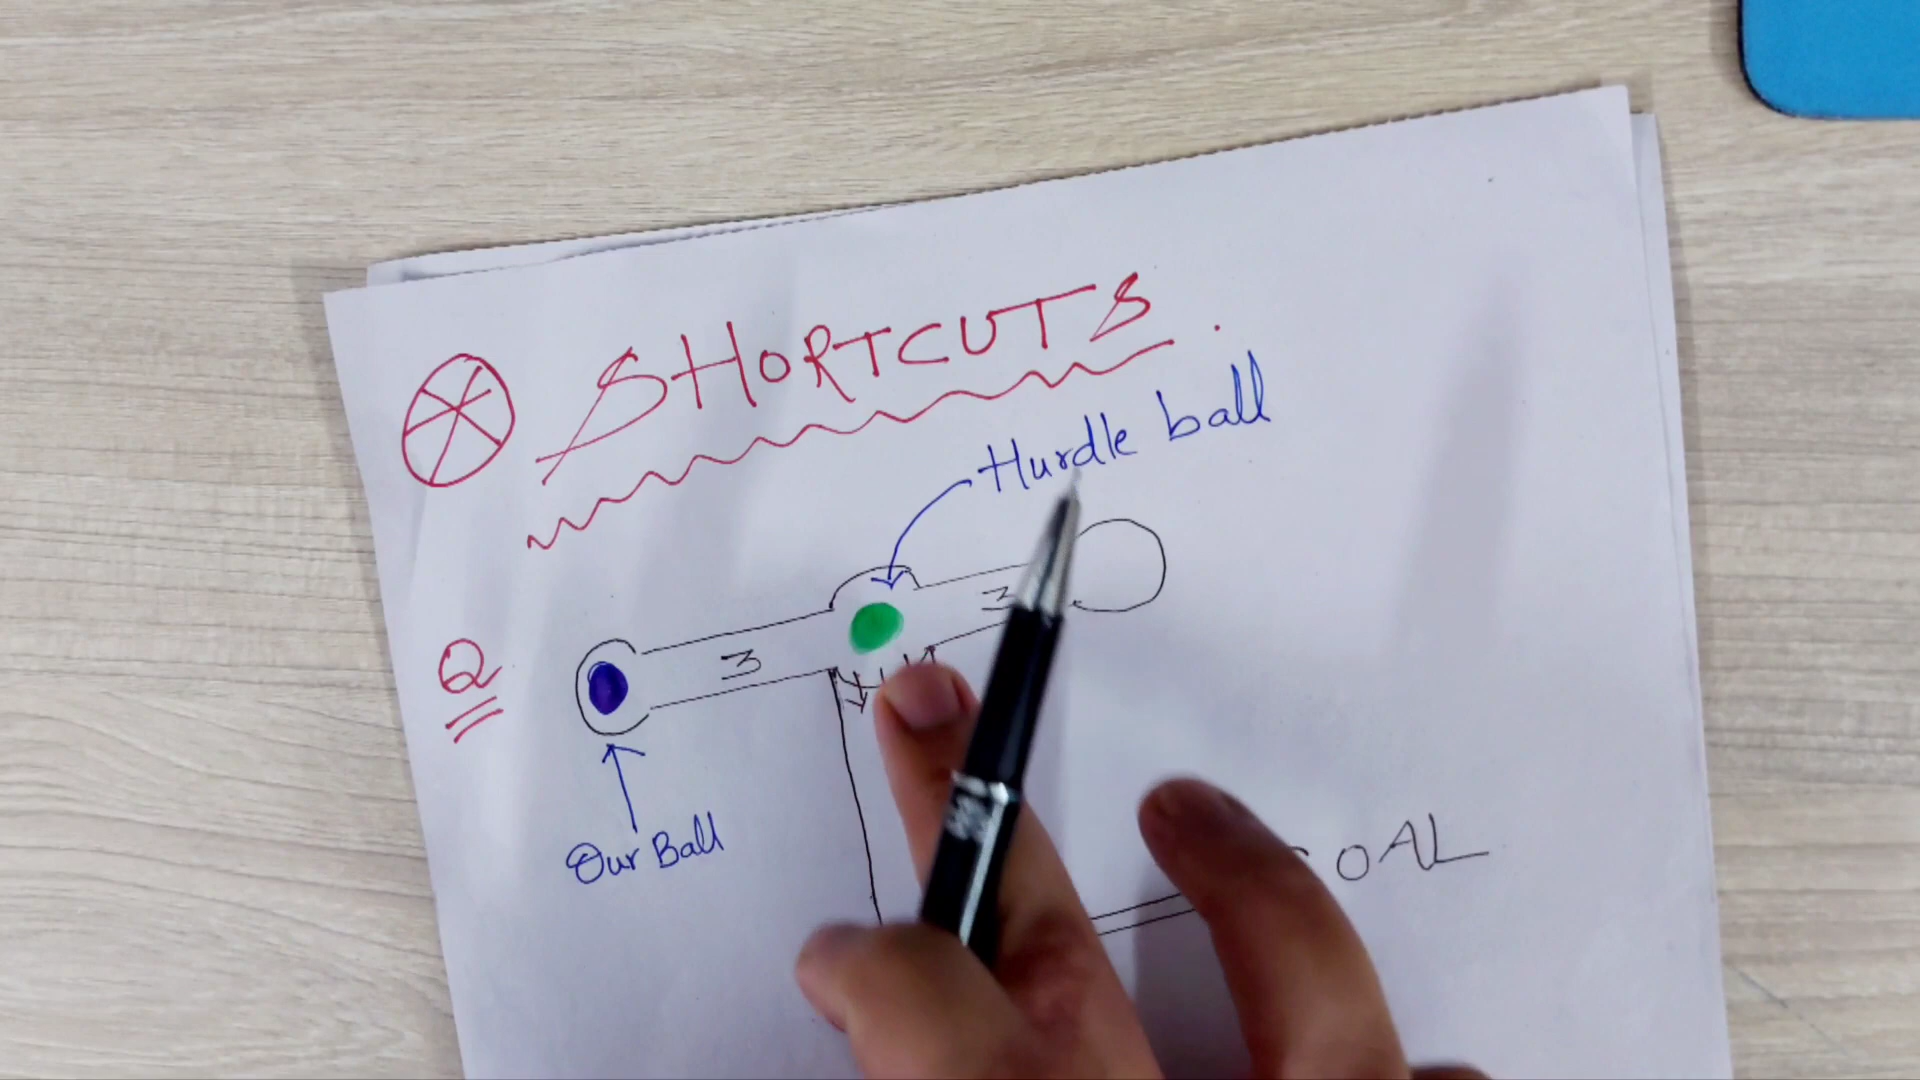 SHORTCUTS
Hurdle ball
3
3
Q
Our Ball
OAL